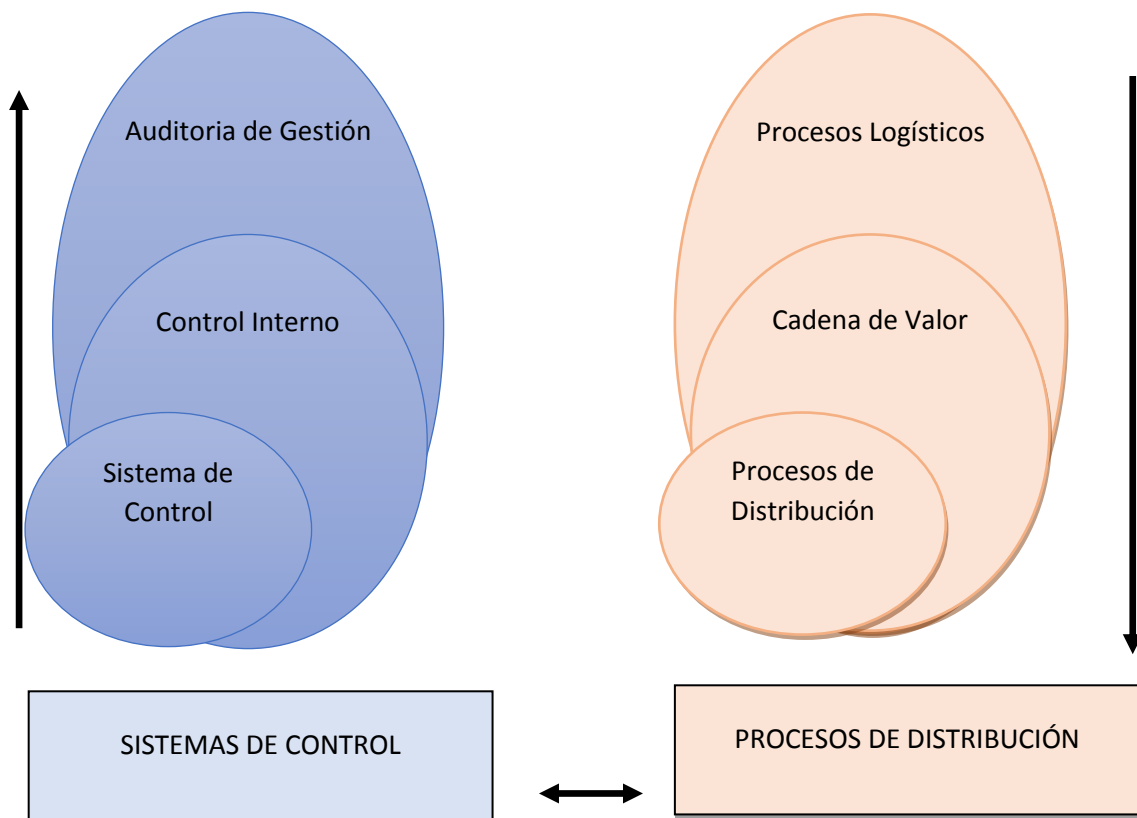 Auditoria de Gestión
Control Interno
Sistema de
Control
SISTEMAS DE CONTROL
Procesos Logísticos
Cadena de Valor
Procesos de
Distribución
PROCESOS DE DISTRIBUCIÓN